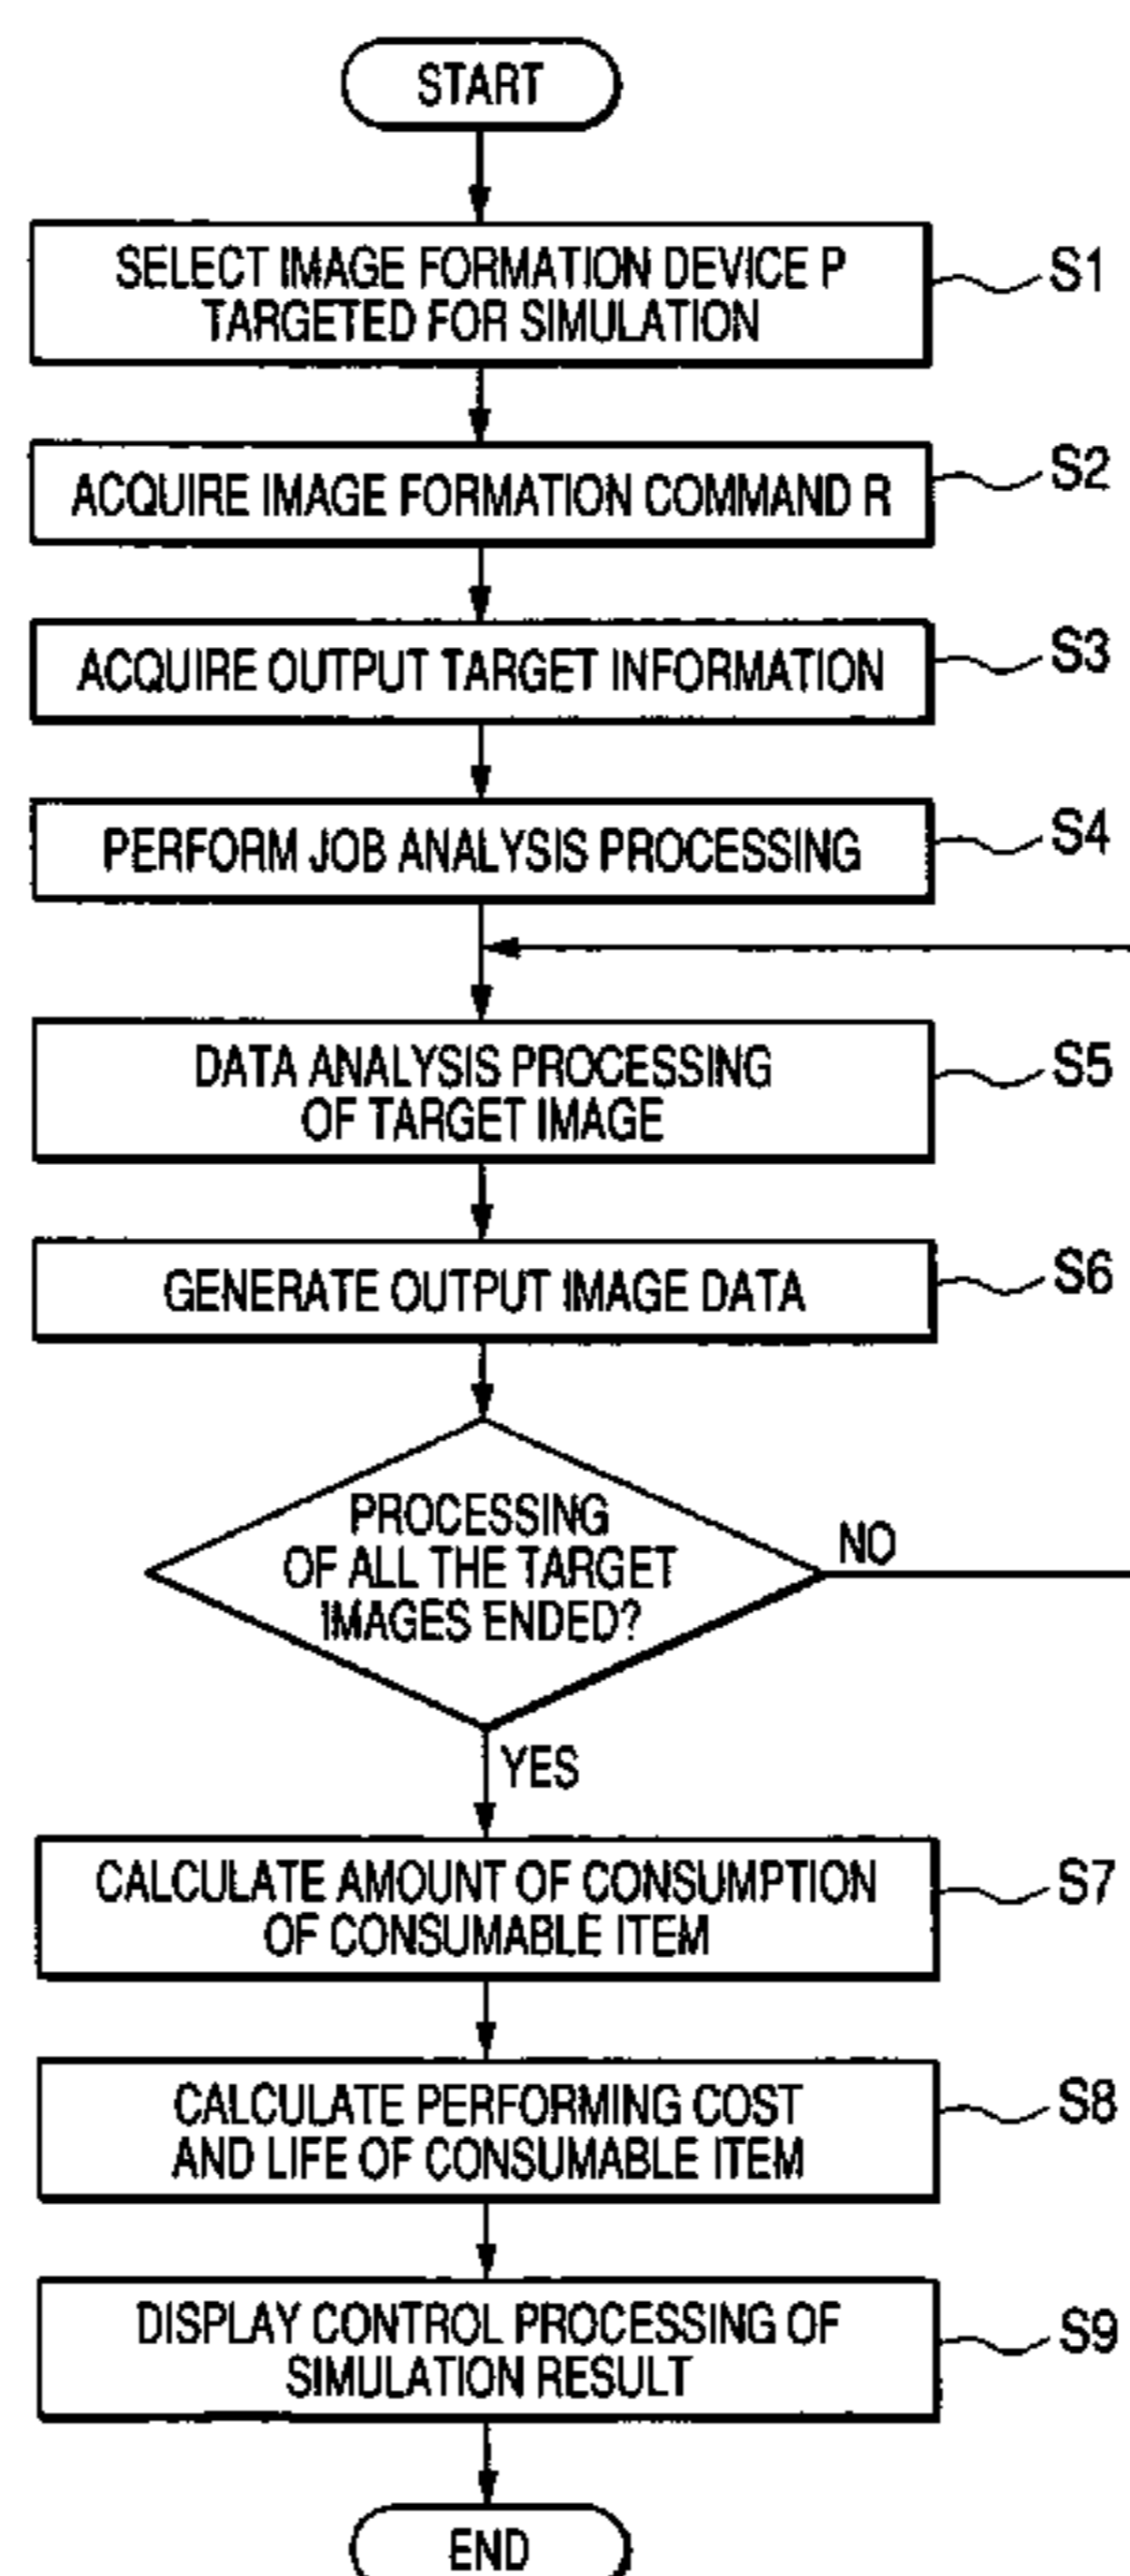 START
SELECT IMAGE FORMATION DEVICE P
TARGETED FOR SIMULATION
S1
ACQUIRE IMAGE FORMATION COMMAND R
S2
ACQUIRE OUTPUT TARGET INFORMATION
S3
PERFORM JOB ANALYSIS PROCESSING
S4
DATA ANALYSIS PROCESSING
OF TARGET IMAGE
S5
GENERATE OUTPUT IMAGE DATA
S6
PROCESSING
OF ALL THE TARGET
IMAGES ENDED?
NO
YES
CALCULATE AMOUNT OF CONSUMPTION
OF CONSUMABLE ITEM
S7
CALCULATE PERFORMING COST
AND LIFE OF CONSUMABLE ITEM
S8
DISPLAY CONTROL PROCESSING OF
SIMULATION RESULT
S9
END